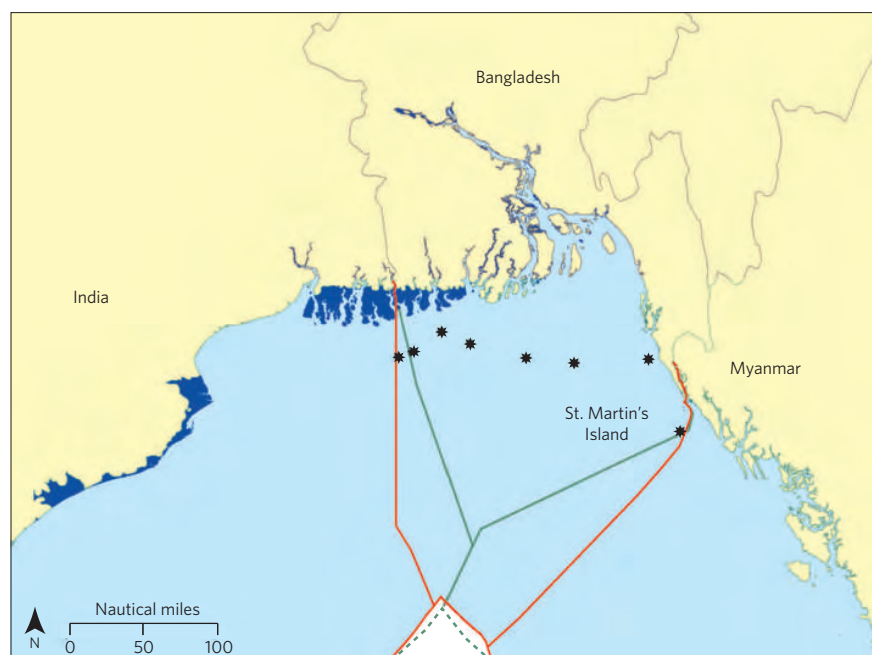 Bangladesh
India
Myanmar
St. Martin's
Island
Nautical miles
N
0 50 100